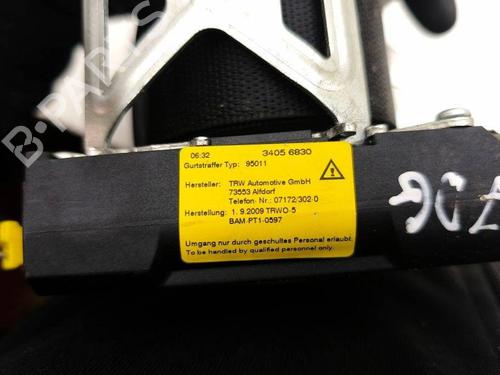 B-PARTS
06:32 3405 6830
Gurtstraffer Typ: 95011
Hersteller: TRW Automotive GmbH
73553 Alfdorf
Telefon-Nr.: 07172/302-0
Herstellung: 1. 9.2009 TRWO-5
BAM-PT1-0597
Umgang nur durch geschultes Personal erlaubt.
To be handled by qualified personnel only.